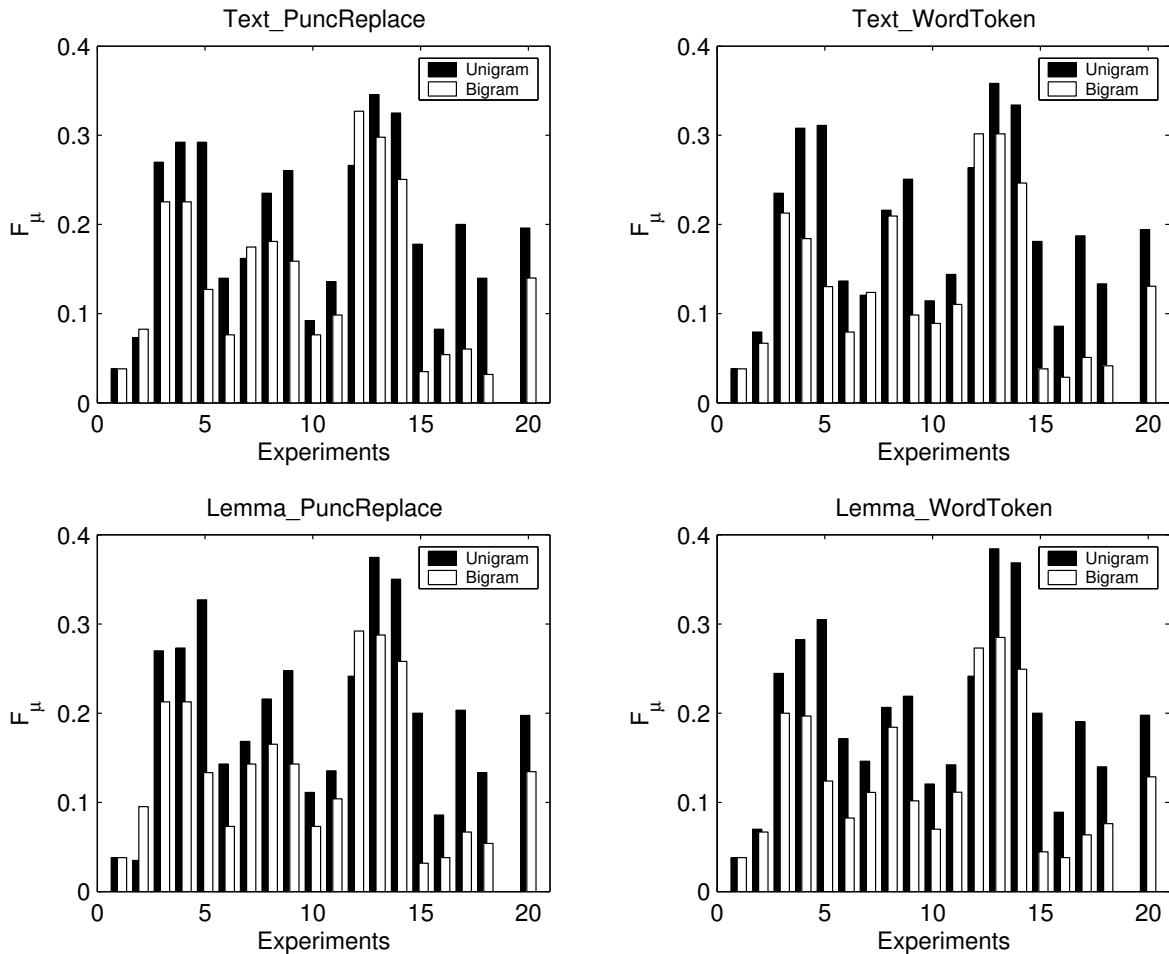 Text_PuncReplace
0.4
0.3
0.2
0.1
0
F_μ
Unigram
Bigram
0 5 10 15 20
Experiments
Text_WordToken
0.4
0.3
0.2
0.1
0
F_μ
Unigram
Bigram
0 5 10 15 20
Experiments
Lemma_PuncReplace
0.4
0.3
0.2
0.1
0
F_μ
Unigram
Bigram
0 5 10 15 20
Experiments
Lemma_WordToken
0.4
0.3
0.2
0.1
0
F_μ
Unigram
Bigram
0 5 10 15 20
Experiments